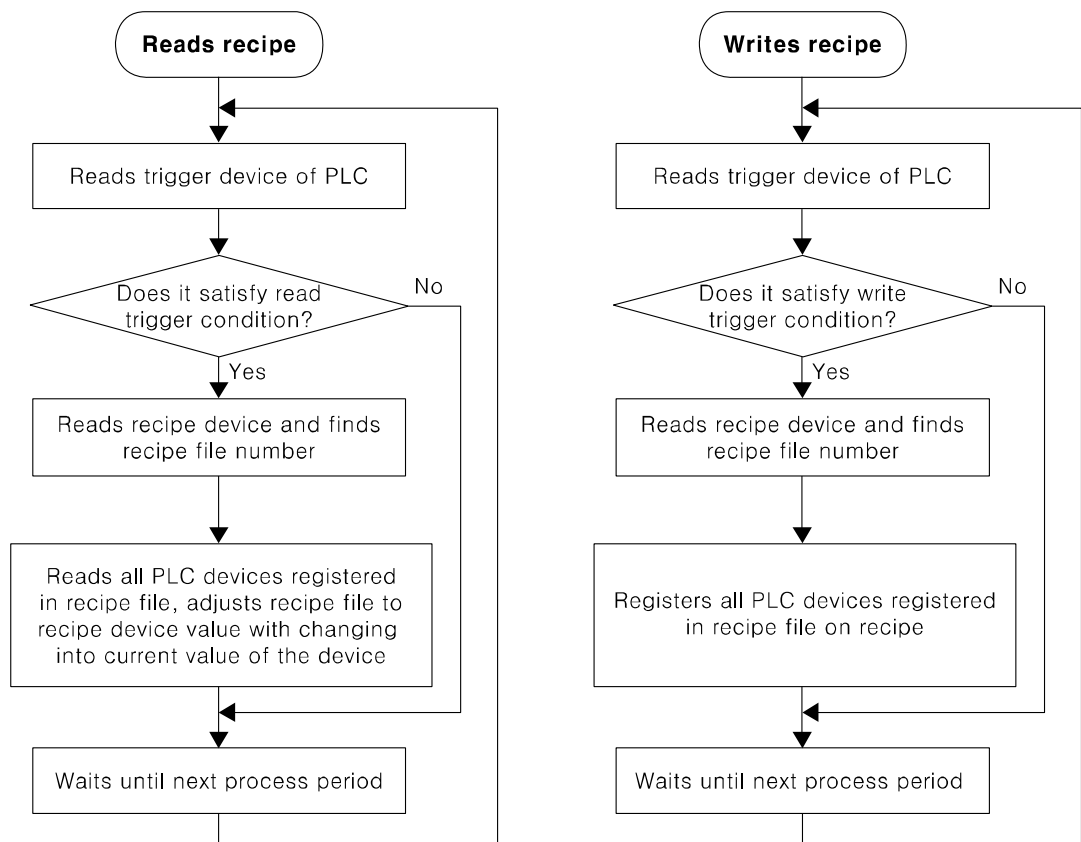 Reads recipe
Reads trigger device of PLC
Does it satisfy read
trigger condition?
No
Yes
Reads recipe device and finds
recipe file number
Reads all PLC devices registered
in recipe file, adjusts recipe file to
recipe device value with changing
into current value of the device
Waits until next process period
Writes recipe
Reads trigger device of PLC
Does it satisfy write
trigger condition?
No
Yes
Reads recipe device and finds
recipe file number
Registers all PLC devices registered
in recipe file on recipe
Waits until next process period